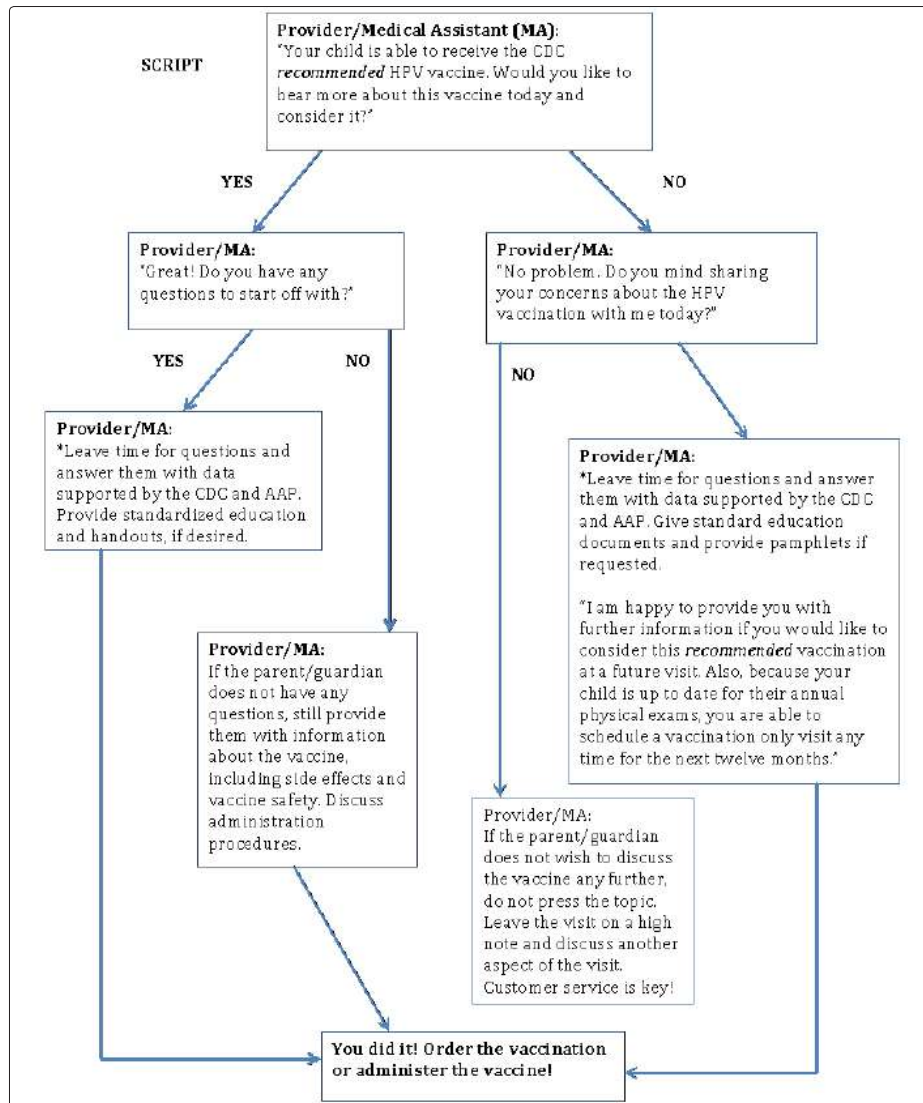 Provider/Medical Assistant (MA):
"Your child is able to receive the CDC
recommended HPV vaccine. Would you like to
hear more about this vaccine today and
consider it?"
SCRIPT
YES
NO
Provider/MA:
"Great! Do you have any
questions to start off with?"
Provider/MA:
"No problem. Do you mind sharing
your concerns about the HPV
vaccination with me today?"
YES
NO
NO
Provider/MA:
*Leave time for questions and
answer them with data
supported by the CDC and AAP.
Provide standardized education
and handouts, if desired.
Provider/MA:
*Leave time for questions and answer
them with data supported by the CDC
and AAP. Give standard education
documents and provide pamphlets if
requested.
"I am happy to provide you with
further information if you would like to
consider this recommended vaccination
at a future visit. Also, because your
child is up to date for their annual
physical exams, you are able to
schedule a vaccination only visit any
time for the next twelve months."
Provider/MA:
If the parent/guardian
does not have any
questions, still provide
them with information
about the vaccine,
including side effects and
vaccine safety. Discuss
administration
procedures.
Provider/MA:
If the parent/guardian
does not wish to discuss
the vaccine any further,
do not press the topic.
Leave the visit on a high
note and discuss another
aspect of the visit.
Customer service is key!
You did it! Order the vaccination
or administer the vaccine!